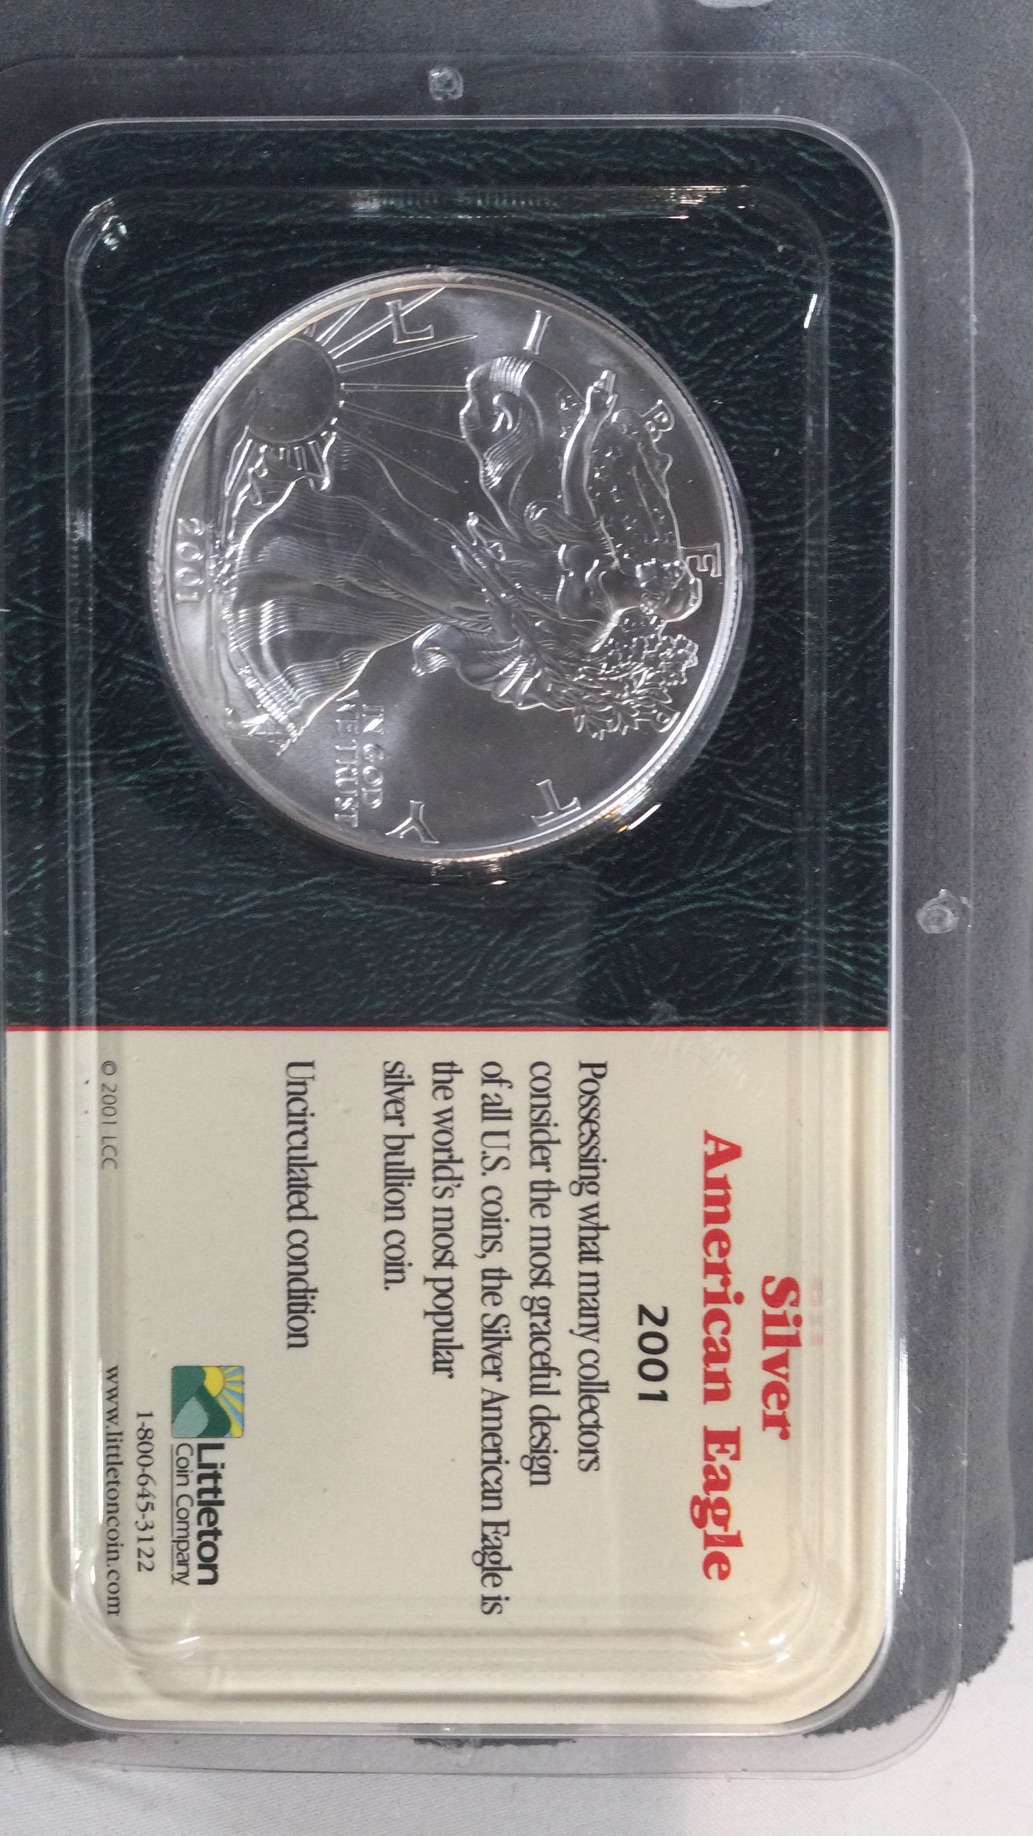 LIBERTY
IN GOD
WE TRUST
2001
Silver
American Eagle
2001
Possessing what many collectors
consider the most graceful design
of all U.S. coins, the Silver American Eagle is
the world's most popular
silver bullion coin.
Uncirculated condition
Littleton
Coin Company
1-800-645-3122
© 2001 LCC
www.littletoncoin.com